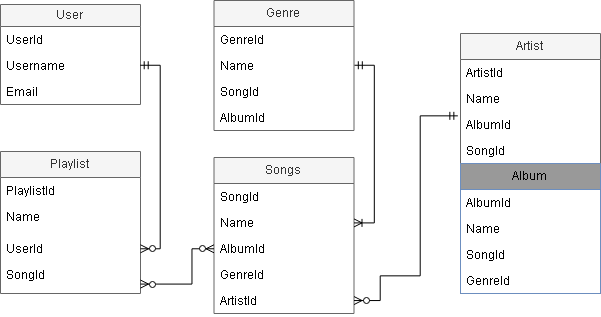 User
UserId
Username
Email
Genre
GenreId
Name
SongId
AlbumId
Artist
ArtistId
Name
AlbumId
SongId
Album
AlbumId
Name
SongId
GenreId
Playlist
PlaylistId
Name
UserId
SongId
Songs
SongId
Name
AlbumId
GenreId
ArtistId